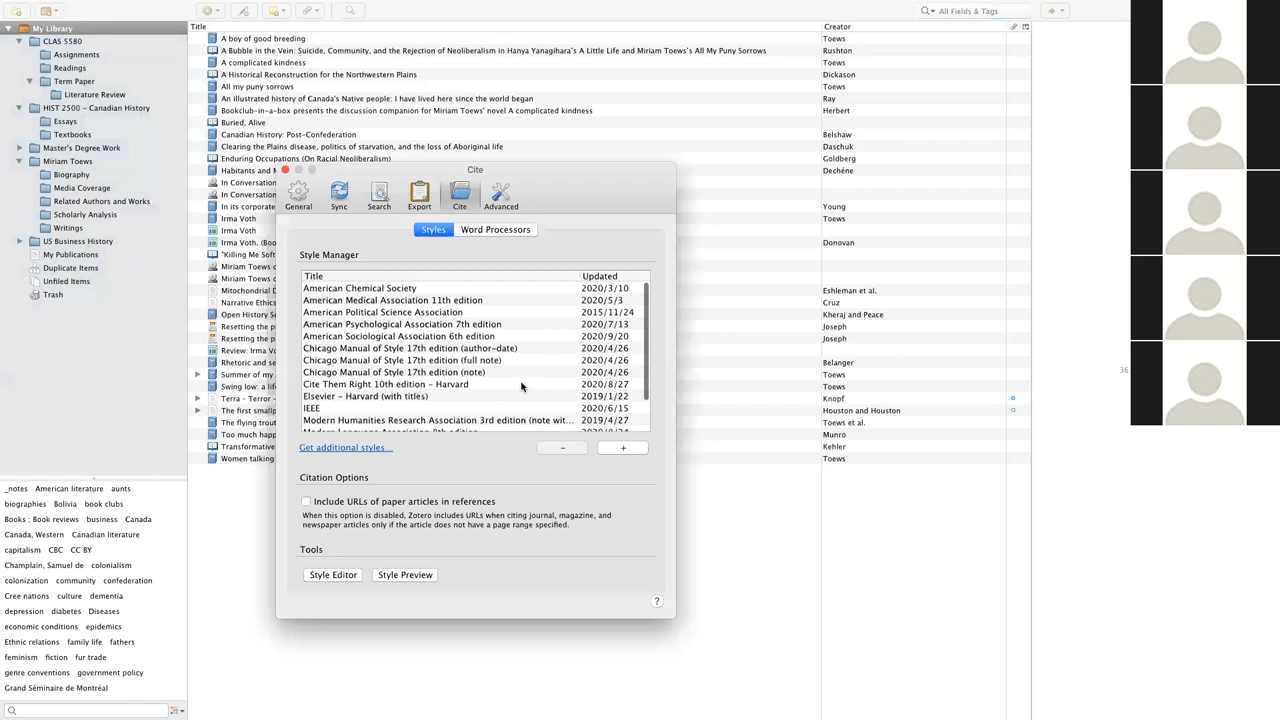 All Fields & Tags
My Library
CLAS 5580
Assignments
Readings
Term Paper
Literature Review
HIST 2500 - Canadian History
Essays
Textbooks
Master's Degree Work
Miriam Toews
Biography
Media Coverage
Related Authors and Works
Scholarly Analysis
Writings
US Business History
My Publications
Duplicate Items
Unfiled Items
Trash
_notes American literature aunts
biographies Bolivia book clubs
Books ; Book reviews business Canada
Canada, Western Canadian literature
capitalism CBC CC BY
Champlain, Samuel de colonialism
colonization community confederation
Cree nations culture dementia
depression diabetes Diseases
economic conditions epidemics
Ethnic relations family life fathers
feminism fiction fur trade
genre conventions government policy
Grand Séminaire de Montréal
Title Creator
A boy of good breeding Toews
A Bubble in the Vein: Suicide, Community, and the Rejection of Neoliberalism in Hanya Yanagihara's A Little Life and Miriam Toews's All My Puny Sorrows Rushton
A complicated kindness Toews
A Historical Reconstruction for the Northwestern Plains Dickason
All my puny sorrows Toews
An illustrated history of Canada's Native people: I have lived here since the world began Ray
Bookclub-in-a-box presents the discussion companion for Miriam Toews' novel A complicated kindness Herbert
Buried, Alive
Canadian History: Post-Confederation Belshaw
Clearing the Plains disease, politics of starvation, and the loss of Aboriginal life Daschuk
Enduring Occupations (On Racial Neoliberalism) Goldberg
Habitants and M Dechéne
In Conversation
In Conversation
In its corporate Young
Irma Voth Toews
Irma Voth
Irma Voth. (Boo Donovan
"Killing Me Soft
Miriam Toews
Miriam Toews
Mitochondrial D Eshleman et al.
Narrative Ethics Cruz
Open History Se Kheraj and Peace
Resetting the p Joseph
Resetting the p Joseph
Review: Irma Vo
Rhetoric and se Belanger
Summer of my Toews
Swing low: a life Toews
Terra - Terror - Knopf
The first smallp Houston and Houston
The flying trou Toews et al.
Too much happ Munro
Transformative Kehler
Women talking Toews
Cite
General Sync Search Export Cite Advanced
Styles Word Processors
Style Manager
Title Updated
American Chemical Society 2020/3/10
American Medical Association 11th edition 2020/5/3
American Political Science Association 2015/11/24
American Psychological Association 7th edition 2020/7/13
American Sociological Association 6th edition 2020/9/20
Chicago Manual of Style 17th edition (author-date) 2020/4/26
Chicago Manual of Style 17th edition (full note) 2020/4/26
Chicago Manual of Style 17th edition (note) 2020/4/26
Cite Them Right 10th edition - Harvard 2020/8/27
Elsevier - Harvard (with titles) 2019/1/22
IEEE 2020/6/15
Modern Humanities Research Association 3rd edition (note wit... 2019/4/27
Get additional styles...
- +
Citation Options
Include URLs of paper articles in references
When this option is disabled, Zotero includes URLs when citing journal, magazine, and
newspaper articles only if the article does not have a page range specified.
Tools
Style Editor Style Preview
?
36